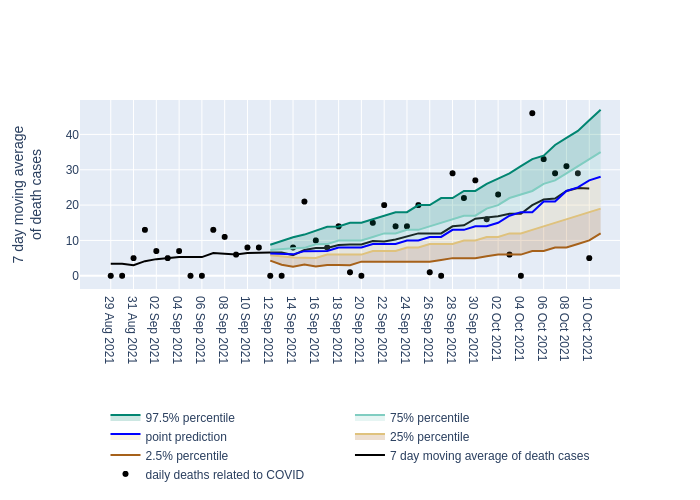 7 day moving average
of death cases
40
30
20
10
0
29 Aug 2021
31 Aug 2021
02 Sep 2021
04 Sep 2021
06 Sep 2021
08 Sep 2021
10 Sep 2021
12 Sep 2021
14 Sep 2021
16 Sep 2021
18 Sep 2021
20 Sep 2021
22 Sep 2021
24 Sep 2021
26 Sep 2021
28 Sep 2021
30 Sep 2021
02 Oct 2021
04 Oct 2021
06 Oct 2021
08 Oct 2021
10 Oct 2021
97.5% percentile
75% percentile
point prediction
25% percentile
2.5% percentile
7 day moving average of death cases
daily deaths related to COVID